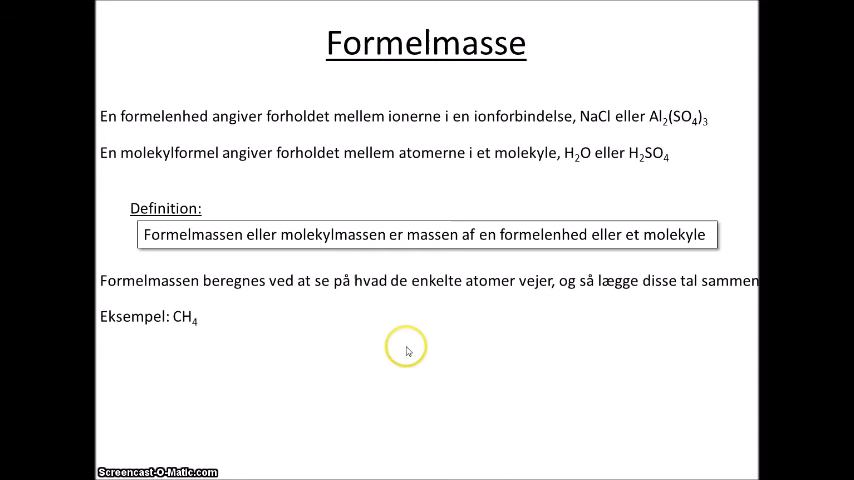 Formelmasse
En formelenhed angiver forholdet mellem ionerne i en ionforbindelse, NaCl eller Al₂(SO₄)₃
En molekylformel angiver forholdet mellem atomerne i et molekyle, H₂O eller H₂SO₄
Definition:
Formelmassen eller molekylmassen er massen af en formelenhed eller et molekyle
Formelmassen beregnes ved at se på hvad de enkelte atomer vejer, og så lægge disse tal sammen
Eksempel: CH₄
Screencast-O-Matic.com